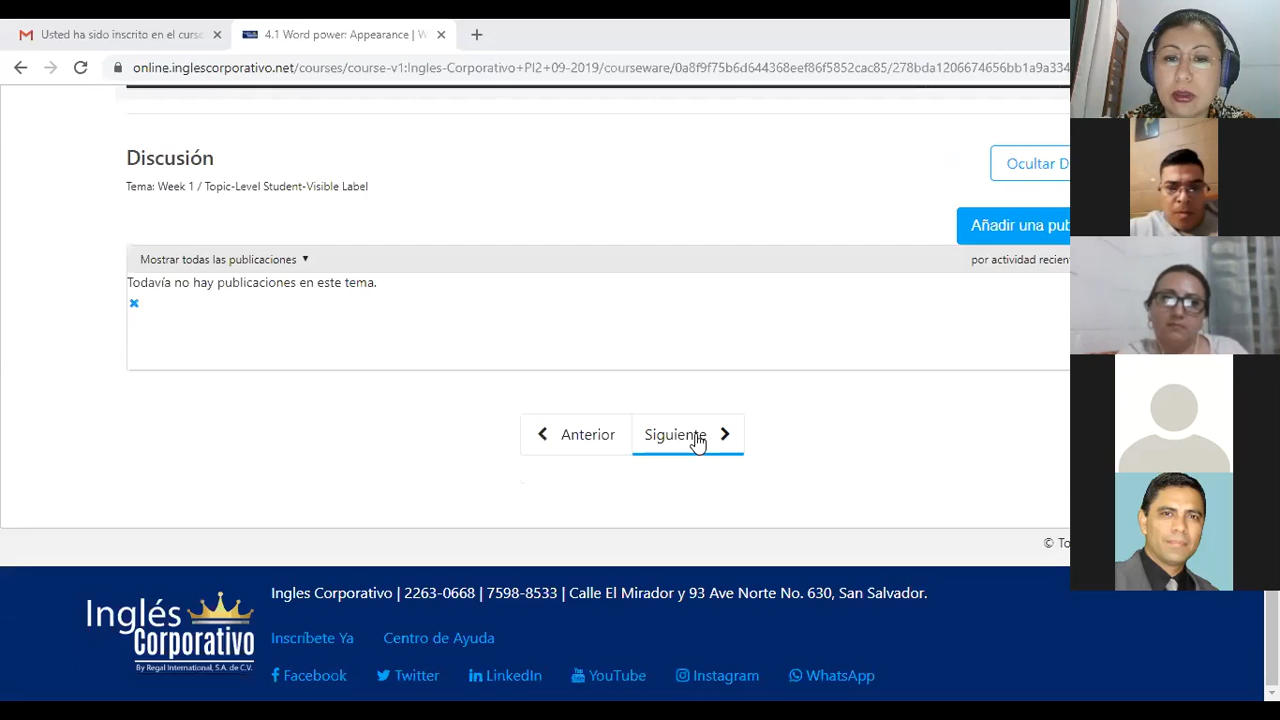 Usted ha sido inscrito en el curso
4.1 Word power: Appearance | W
online.inglescorporativo.net/courses/course-v1:Ingles-Corporativo+PI2+09-2019/courseware/0a8f9f75b6d644368eef86f5852cac85/278bda1206674656bb1a9a334
Discusión
Ocultar D
Tema: Week 1 / Topic-Level Student-Visible Label
Añadir una pub
Mostrar todas las publicaciones
por actividad recien
Todavía no hay publicaciones en este tema.
Anterior
Siguiente
© To
Ingles Corporativo | 2263-0668 | 7598-8533 | Calle El Mirador y 93 Ave Norte No. 630, San Salvador.
Inglés
Corporativo
By Regal International, S.A. de C.V.
Inscríbete Ya
Centro de Ayuda
Facebook
Twitter
LinkedIn
YouTube
Instagram
WhatsApp